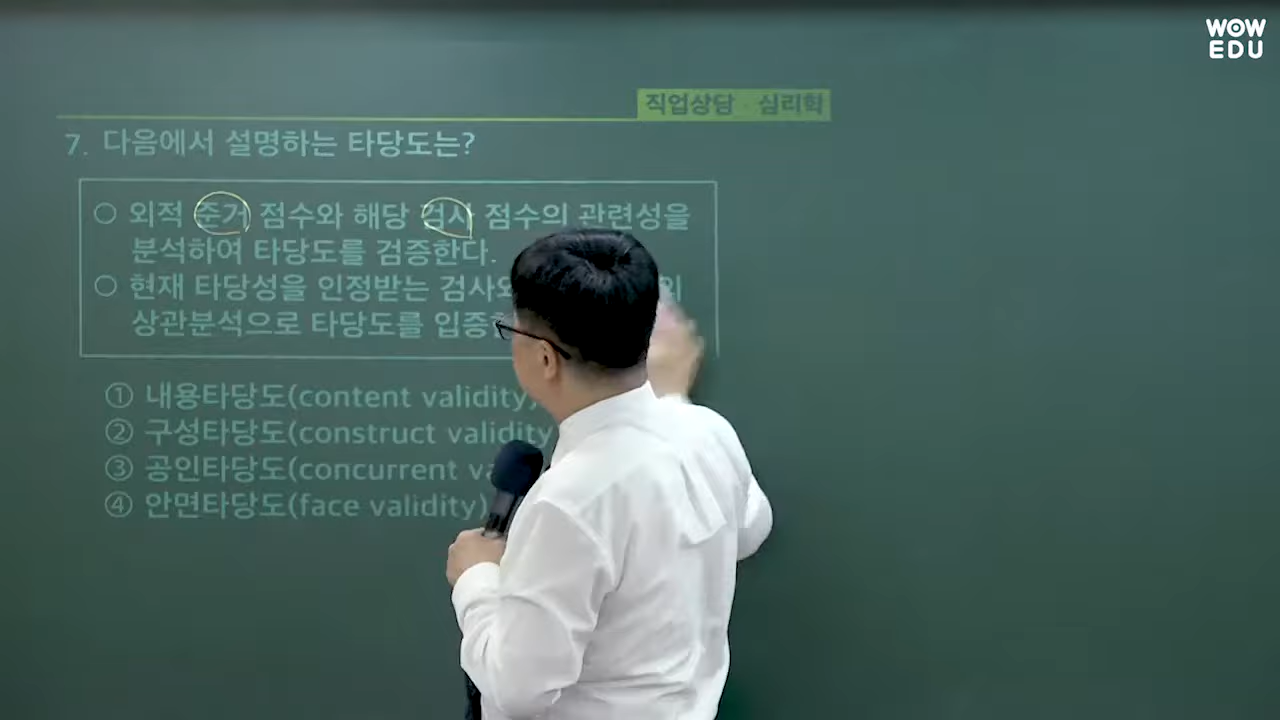 WOW
EDU
직업상담 · 심리학
7. 다음에서 설명하는 타당도는?
○ 외적 준거 점수와 해당 검사 점수의 관련성을
분석하여 타당도를 검증한다.
○ 현재 타당성을 인정받는 검사와
상관분석으로 타당도를 입증
① 내용타당도(content validity)
② 구성타당도(construct validity
③ 공인타당도(concurrent va
④ 안면타당도(face validity)